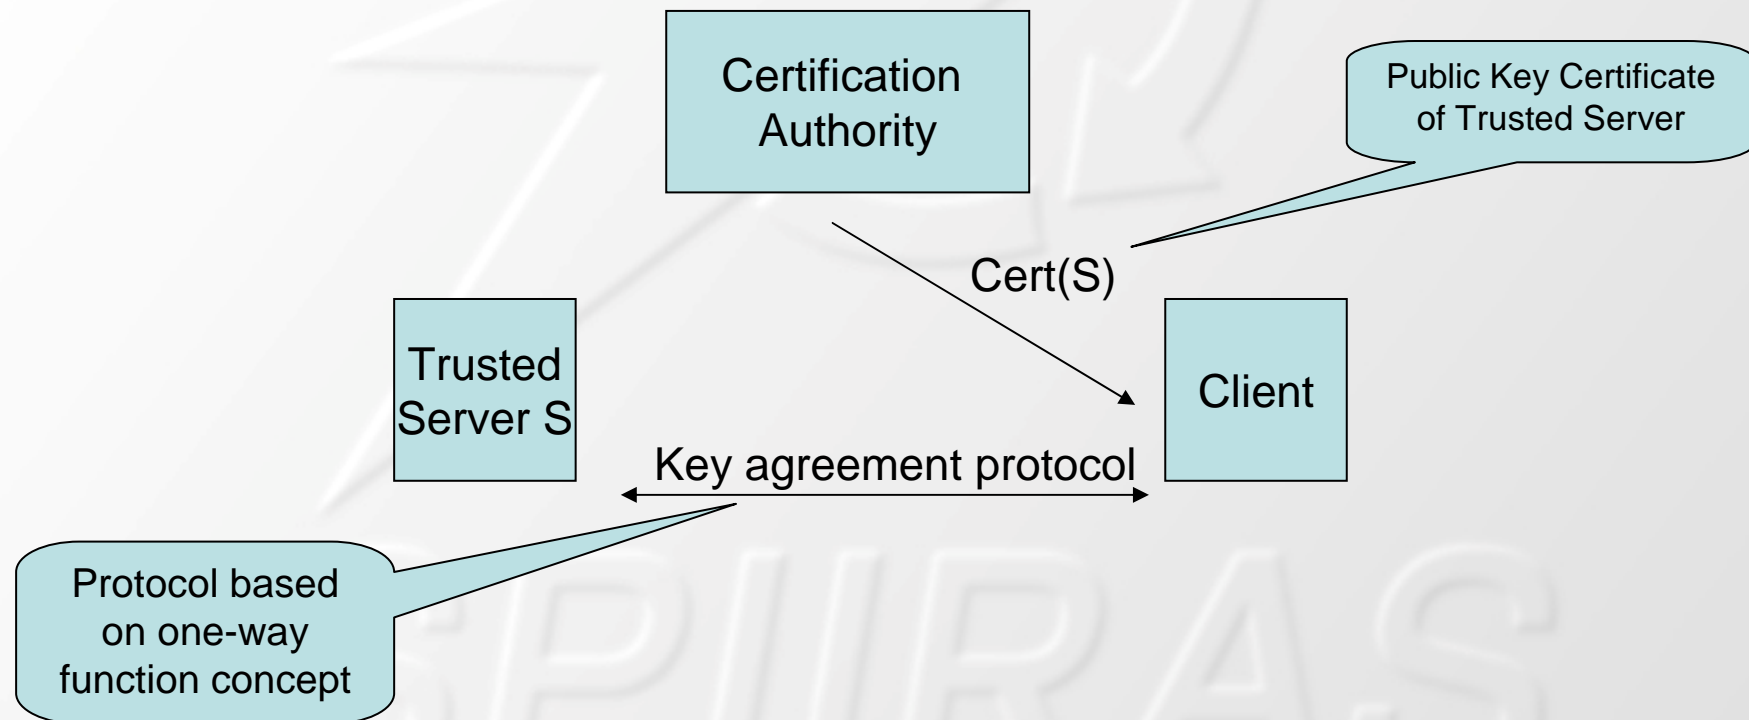 Certification
Authority
Public Key Certificate
of Trusted Server
Cert(S)
Trusted
Server S
Client
Key agreement protocol
Protocol based
on one-way
function concept
SPIIRAS